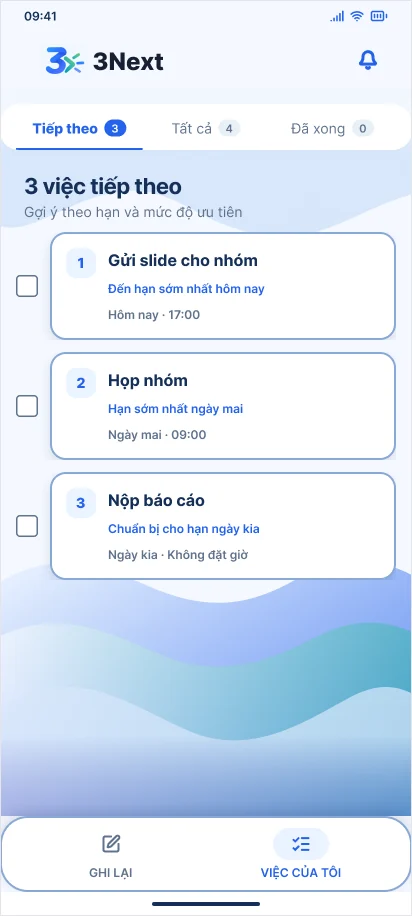 09:41
3 3Next
Tiếp theo 3 Tất cả 4 Đã xong 0
3 việc tiếp theo
Gợi ý theo hạn và mức độ ưu tiên
1 Gửi slide cho nhóm
Đến hạn sớm nhất hôm nay
Hôm nay · 17:00
2 Họp nhóm
Hạn sớm nhất ngày mai
Ngày mai · 09:00
3 Nộp báo cáo
Chuẩn bị cho hạn ngày kia
Ngày kia · Không đặt giờ
GHI LẠI VIỆC CỦA TÔI